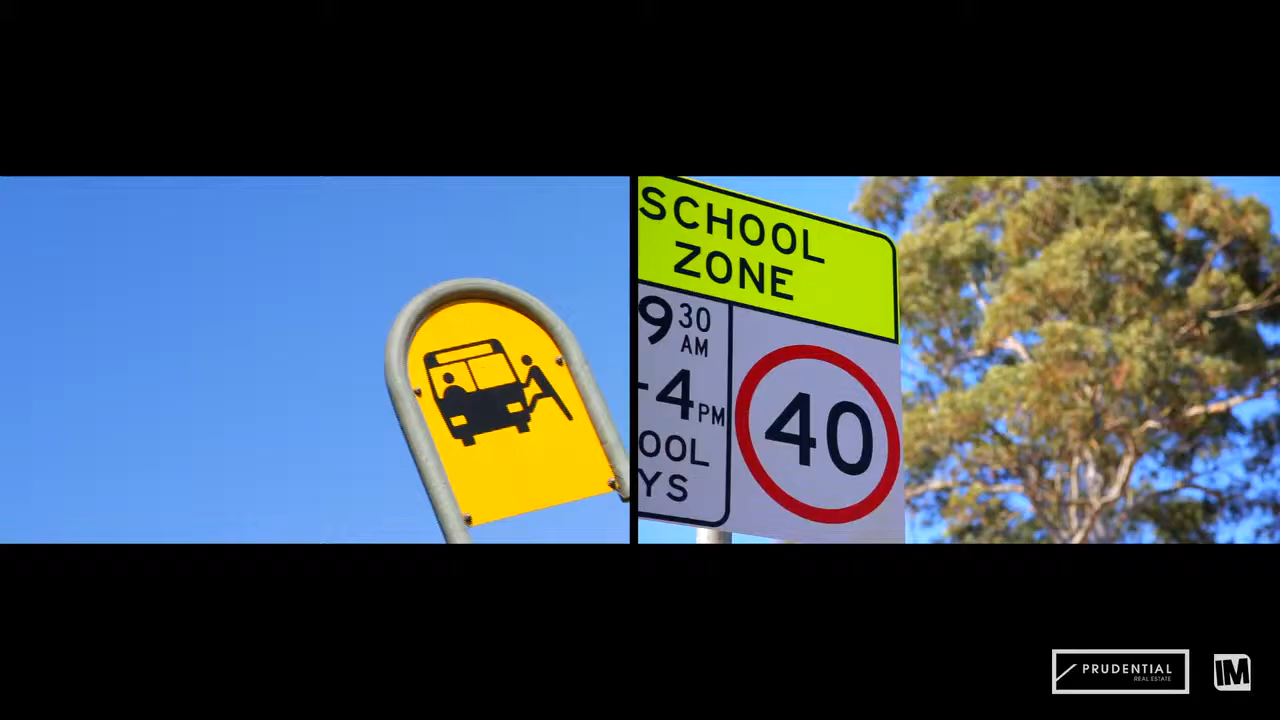 SCHOOL
ZONE
9 30
AM
-4 PM
OOL
YS
40
PRUDENTIAL
REAL ESTATE
IM